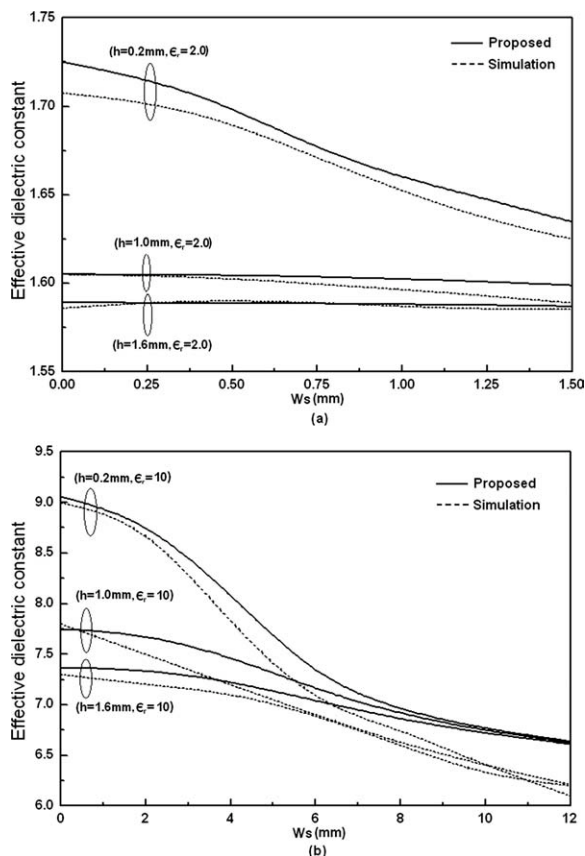 1.75
(h=0.2mm, ϵr=2.0)
Proposed
Simulation
1.70
Effective dielectric constant
1.65
(h=1.0mm, ϵr=2.0)
1.60
(h=1.6mm, ϵr=2.0)
1.55
0.00 0.25 0.50 0.75 1.00 1.25 1.50
Ws (mm)
(a)
9.5
(h=0.2mm, ϵr=10)
Proposed
9.0
Simulation
8.5
Effective dielectric constant
8.0
(h=1.0mm, ϵr=10)
7.5
7.0
(h=1.6mm, ϵr=10)
6.5
6.0
0 2 4 6 8 10 12
Ws (mm)
(b)